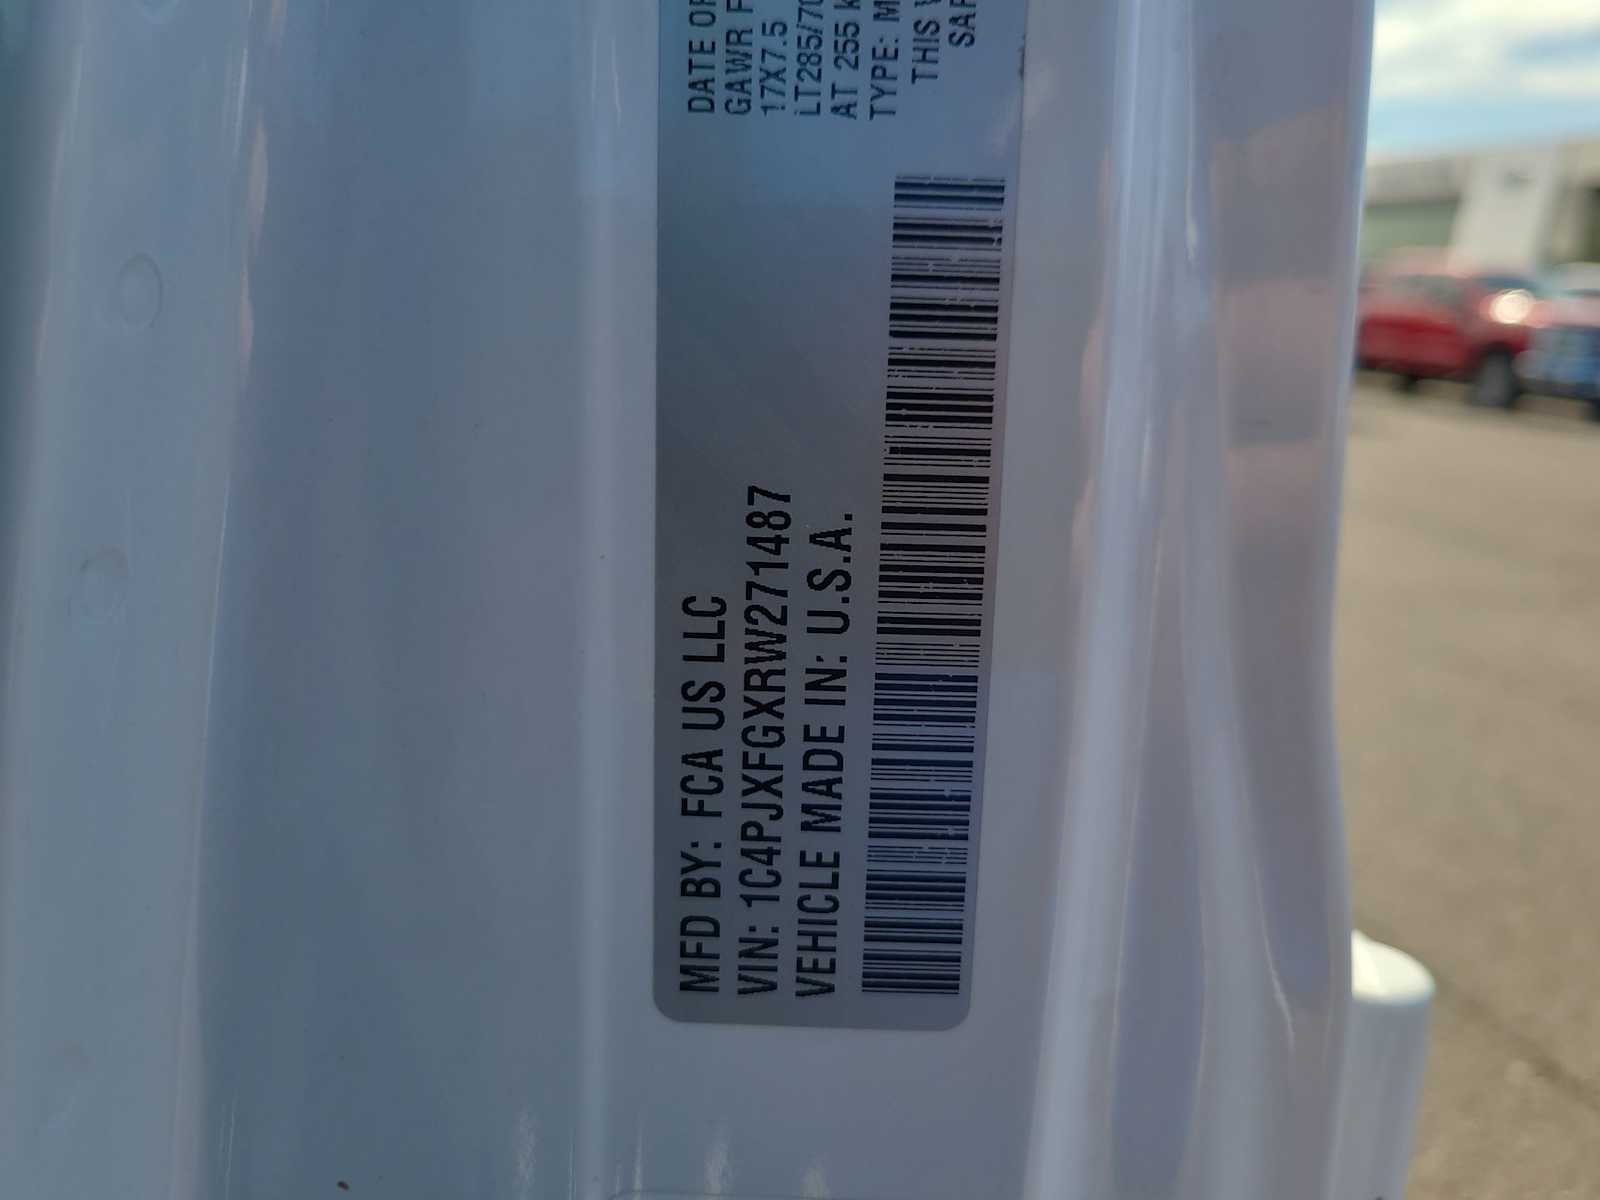 MFD BY: FCA US LLC
VIN: 1C4PJXFGXRW271487
VEHICLE MADE IN: U.S.A.
DATE OF
GAWR F
17X7.5
LT285/70
AT 255 k
TYPE: M
THIS V
SAF